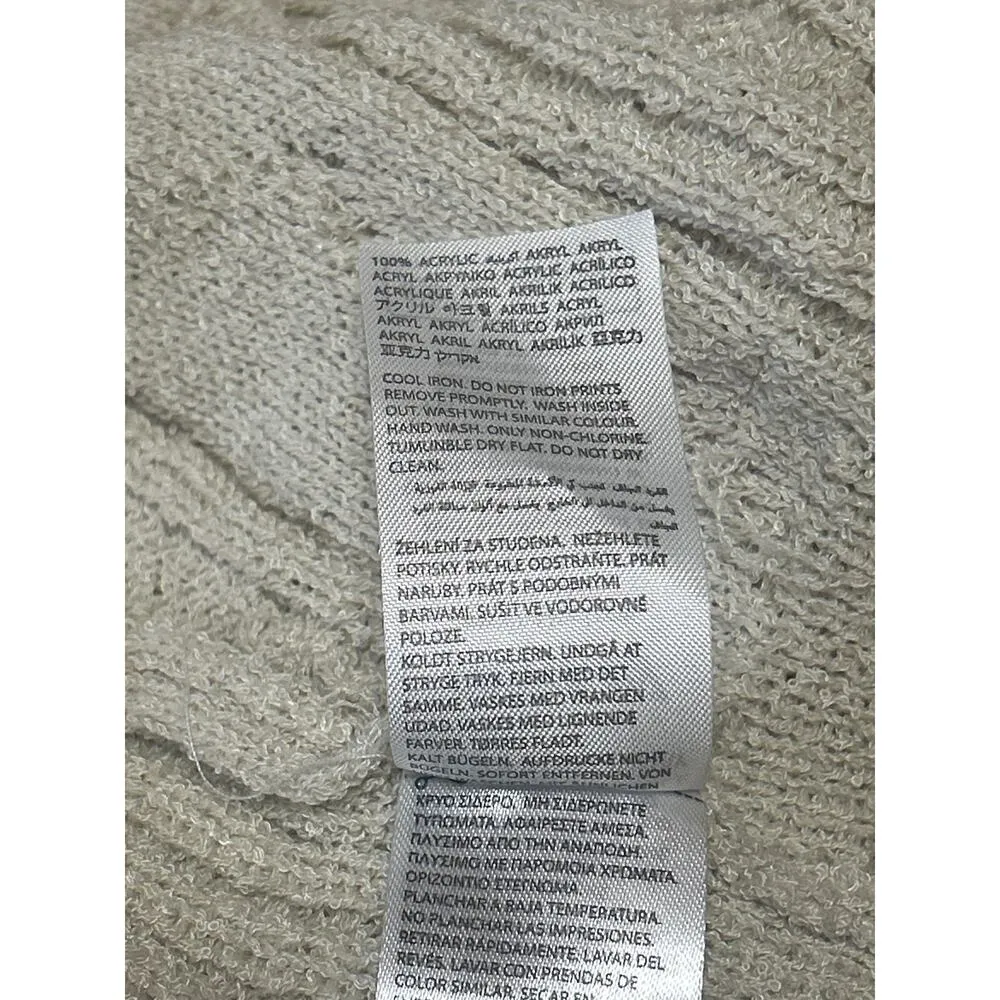 100% ACRYLIC أكريليك AKRYL AKRYL
ACRYL ΑΚΡΥΛΙΚΟ ACRYLIC ACRÍLICO
ACRYLIQUE AKRIL AKRILIK ACRILICO
アクリル 아크릴 AKRILS ACRYL
AKRYL AKRYL ACRÍLICO АКРИЛ
AKRYL AKRIL AKRYL AKRİLİK 亞克力
亚克力 אקריליק
COOL IRON. DO NOT IRON PRINTS
REMOVE PROMPTLY. WASH INSIDE
OUT. WASH WITH SIMILAR COLOUR.
HAND WASH. ONLY NON-CHLORINE.
TUMUNBLE DRY FLAT. DO NOT DRY
CLEAN.
ŽEHLENÍ ZA STUDENA. NEŽEHLETE
POTISKY. RYCHLE ODSTRAŇTE. PRÁT
NARUBY. PRÁT S PODOBNÝMI
BARVAMI. SUŠIT VE VODOROVNÉ
POLOZE.
KOLDT STRYGEJERN. UNDGÅ AT
STRYGE TRYK. FJERN MED DET
SAMME. VASKES MED VRANGEN
UDAD. VASKES MED LIGNENDE
FARVER. TØRRES FLADT.
KALT BÜGELN. AUFDRUCKE NICHT
BÜGELN. SOFORT ENTFERNEN. VON
ΚΡΥΟ ΣΙΔΕΡΟ. ΜΗ ΣΙΔΕΡΩΝΕΤΕ
ΤΥΠΩΜΑΤΑ. ΑΦΑΙΡΕΣΤΕ ΑΜΕΣΑ.
ΠΛΥΣΙΜΟ ΑΠΟ ΤΗΝ ΑΝΑΠΟΔΗ.
ΠΛΥΣΙΜΟ ΜΕ ΠΑΡΟΜΟΙΑ ΧΡΩΜΑΤΑ.
ΟΡΙΖΟΝΤΙΟ ΣΤΕΓΝΩΜΑ.
PLANCHAR A BAJA TEMPERATURA.
NO PLANCHAR LAS IMPRESIONES.
RETIRAR RÁPIDAMENTE. LAVAR DEL
REVÉS. LAVAR CON PRENDAS DE
COLOR SIMILAR. SECAR EN